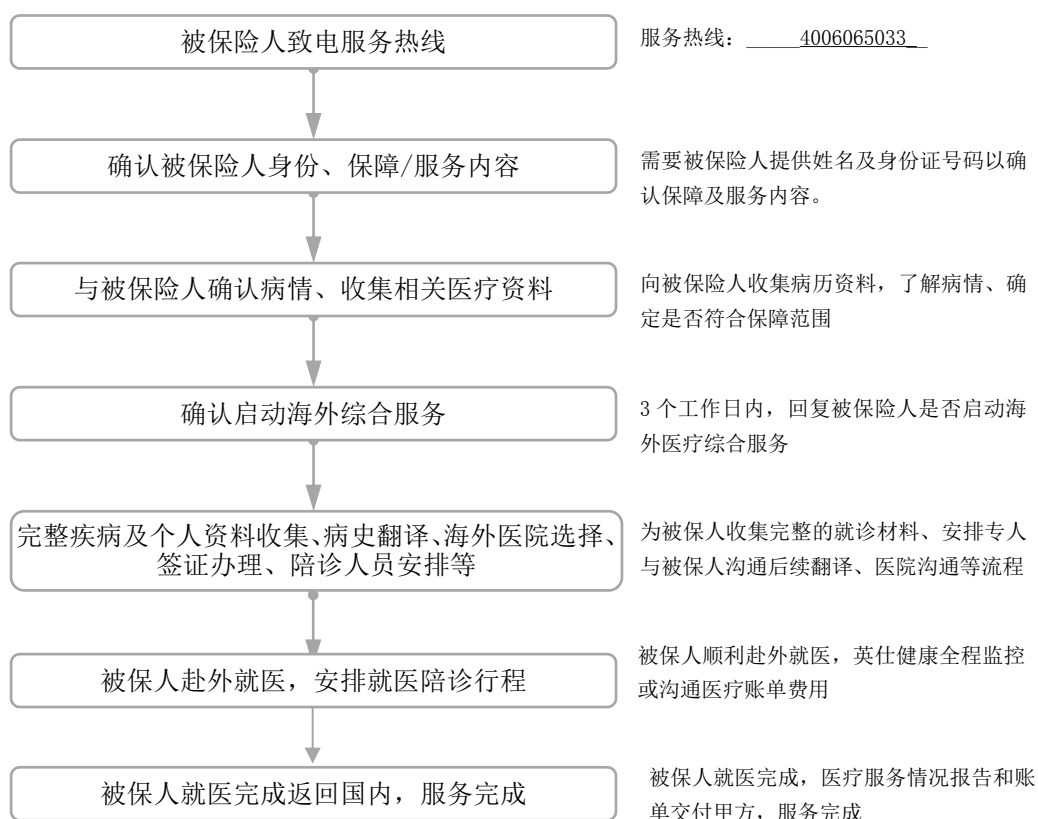 被保险人致电服务热线
服务热线：_____4006065033__
确认被保险人身份、保障/服务内容
需要被保险人提供姓名及身份证号码以确
认保障及服务内容。
与被保险人确认病情、收集相关医疗资料
向被保险人收集病历资料，了解病情、确
定是否符合保障范围
确认启动海外综合服务
3 个工作日内，回复被保险人是否启动海
外医疗综合服务
完整疾病及个人资料收集、病史翻译、海外医院选择、
签证办理、陪诊人员安排等
为被保人收集完整的就诊材料、安排专人
与被保人沟通后续翻译、医院沟通等流程
被保人赴外就医，安排就医陪诊行程
被保人顺利赴外就医，英仕健康全程监控
或沟通医疗账单费用
被保人就医完成返回国内，服务完成
被保人就医完成，医疗服务情况报告和账
单交付甲方，服务完成